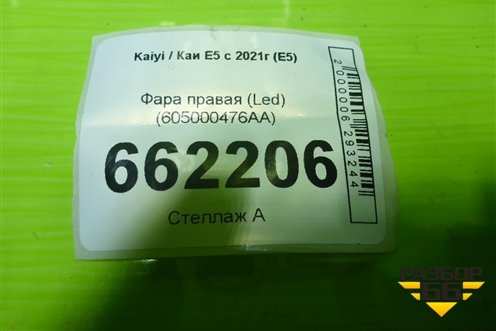 Kaiyi / Каи E5 с 2021г (E5)
Фара правая (Led)
(605000476AA)
662206
Стеллаж А
2000006293244
РАЗБОР
66